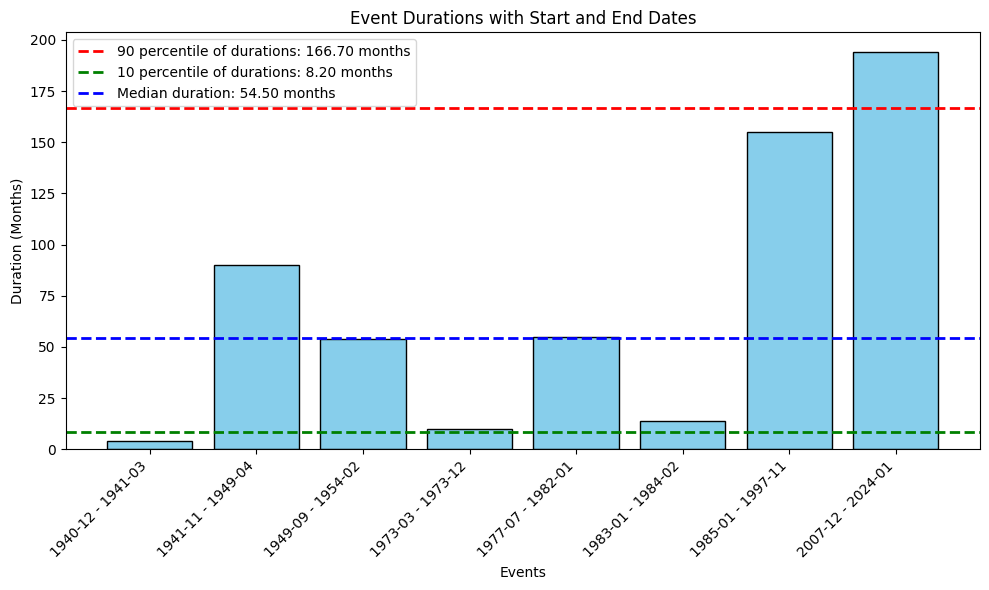 Event Durations with Start and End Dates
90 percentile of durations: 166.70 months
10 percentile of durations: 8.20 months
Median duration: 54.50 months
200
175
150
125
100
75
50
25
0
Duration (Months)
1940-12 - 1941-03
1941-11 - 1949-04
1949-09 - 1954-02
1973-03 - 1973-12
1977-07 - 1982-01
1983-01 - 1984-02
1985-01 - 1997-11
2007-12 - 2024-01
Events